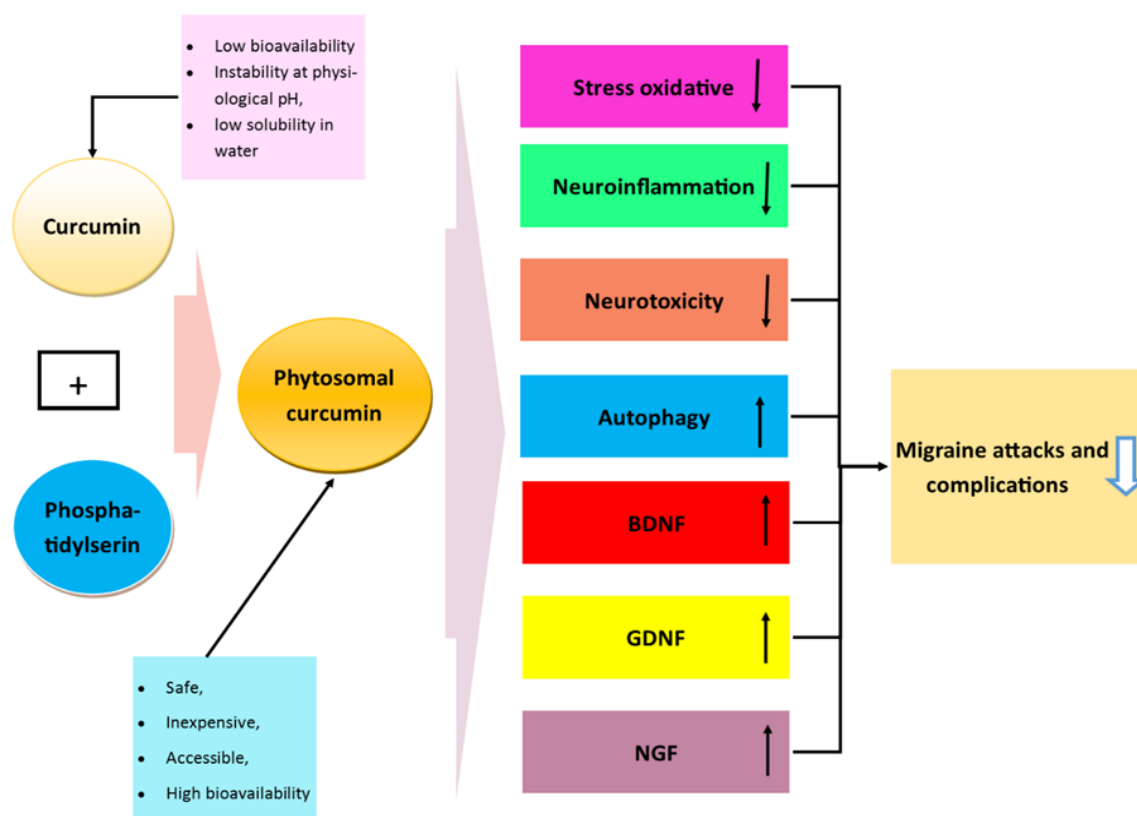 • Low bioavailability
• Instability at physi-
ological pH,
• low solubility in
water
Curcumin
+
Phospha-
tidylserin
Phytosomal
curcumin
• Safe,
• Inexpensive,
• Accessible,
• High bioavailability
Stress oxidative
Neuroinflammation
Neurotoxicity
Autophagy
BDNF
GDNF
NGF
Migraine attacks and
complications